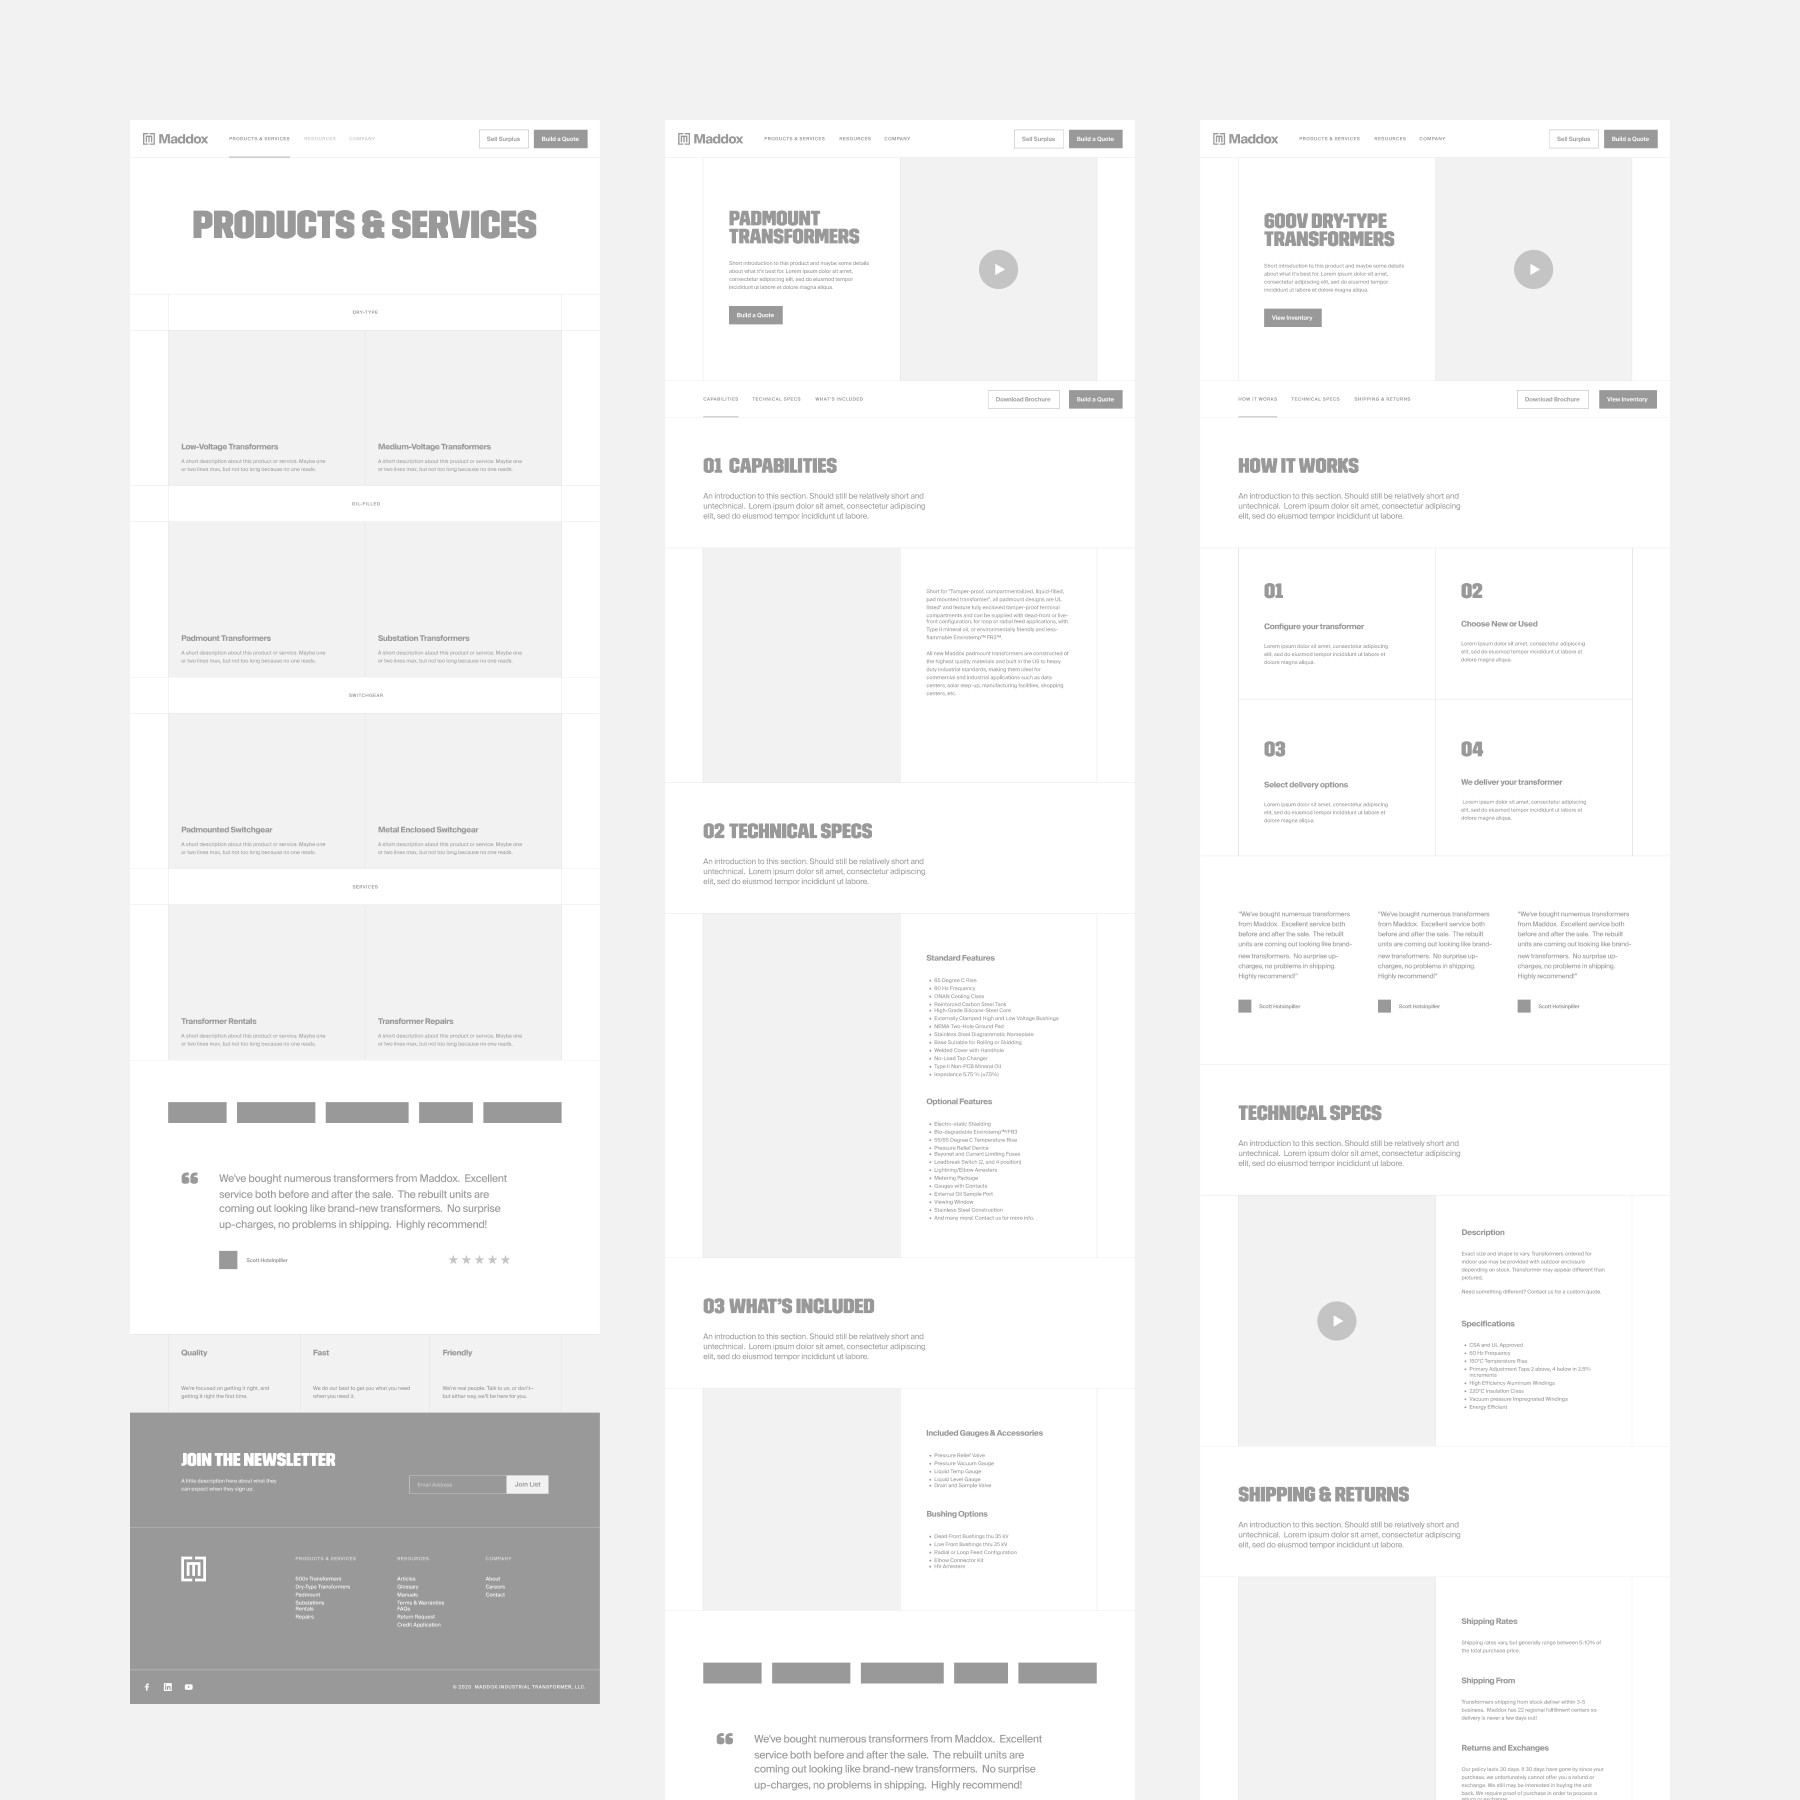 Maddox
PRODUCTS & SERVICES
RESOURCES
COMPANY
Sell Surplus
Build a Quote
PRODUCTS & SERVICES
DRY-TYPE
Low-Voltage Transformers
A short description about this product or service. Maybe one
or two lines max, but not too long because no one reads.
Medium-Voltage Transformers
A short description about this product or service. Maybe one
or two lines max, but not too long because no one reads.
OIL-FILLED
Padmount Transformers
A short description about this product or service. Maybe one
or two lines max, but not too long because no one reads.
Substation Transformers
A short description about this product or service. Maybe one
or two lines max, but not too long because no one reads.
SWITCHGEAR
Padmounted Switchgear
A short description about this product or service. Maybe one
or two lines max, but not too long because no one reads.
Metal Enclosed Switchgear
A short description about this product or service. Maybe one
or two lines max, but not too long because no one reads.
SERVICES
Transformer Rentals
A short description about this product or service. Maybe one
or two lines max, but not too long because no one reads.
Transformer Repairs
A short description about this product or service. Maybe one
or two lines max, but not too long because no one reads.
“ We've bought numerous transformers from Maddox. Excellent
service both before and after the sale. The rebuilt units are
coming out looking like brand-new transformers. No surprise
up-charges, no problems in shipping. Highly recommend!
Scott
Quality
We're focused on getting it right, and
getting it right the first time.
Fast
We do our best to get you what you need
when you need it.
Friendly
We're real people. Talk to us, or don't–
but either way, we'll be here for you.
JOIN THE NEWSLETTER
A little description here about what they
can expect when they sign up.
Email Address
Join List
PRODUCTS & SERVICES
600v Transformers
Dry-Type Transformers
Padmount
Substations
Rentals
Repairs
RESOURCES
Articles
Glossary
Manuals
Terms & Warranties
FAQs
Return Request
Credit Application
COMPANY
About
Careers
Contact
© 2020 MADDOX INDUSTRIAL TRANSFORMER, LLC.
Maddox
PRODUCTS & SERVICES
RESOURCES
COMPANY
Sell Surplus
Build a Quote
PADMOUNT
TRANSFORMERS
Short introduction to this product and maybe some details
about what it's best for. Lorem ipsum dolor sit amet,
consectetur adipiscing elit, sed do eiusmod tempor
incididunt ut labore et dolore magna aliqua.
Build a Quote
CAPABILITIES
TECHNICAL SPECS
WHAT'S INCLUDED
Download Brochure
Build a Quote
01 CAPABILITIES
An introduction to this section. Should still be relatively short and
untechnical. Lorem ipsum dolor sit amet, consectetur adipiscing
elit, sed do eiusmod tempor incididunt ut labore.
Short for "Tamper-proof, compartmentalized, liquid-filled,
pad mounted transformer", all padmount designs are UL
listed* and feature fully enclosed tamper-proof terminal
compartments and can be supplied with dead-front or live-
front configuration, for loop or radial feed applications, with
Type II mineral oil, or environmentally friendly and less-
flammable Envirotemp™ FR3™.
All new Maddox padmount transformers are constructed of
the highest quality materials and built in the US to heavy
duty industrial standards, making them ideal for
commercial and industrial applications such as data-
centers, solar step-up, manufacturing facilities, shopping
centers, etc.
02 TECHNICAL SPECS
An introduction to this section. Should still be relatively short and
untechnical. Lorem ipsum dolor sit amet, consectetur adipiscing
elit, sed do eiusmod tempor incididunt ut labore.
Standard Features
• 65 Degree C Rise
• 60 Hz Frequency
• ONAN Cooling Class
• Reinforced Carbon Steel Tank
• High-Grade Silicone-Steel Core
• Externally Clamped High and Low Voltage Bushings
• NEMA Two-Hole Ground Pad
• Stainless Steel Diagrammatic Nameplate
• Base Suitable for Rolling or Skidding
• Welded Cover with Handhole
• No-Load Tap Changer
• Type II Non-PCB Mineral Oil
• Impedance 5.75 % (±7.5%)
Optional Features
• Electro-static Shielding
• Bio-degradable Envirotemp™/FR3
• 55/65 Degree C Temperature Rise
• Pressure Relief Device
• Bayonet and Current Limiting Fuses
• Loadbreak Switch (2, and 4 position)
• Lightning/Elbow Arresters
• Metering Package
• Gauges with Contacts
• External Oil Sample Port
• Viewing Window
• Stainless Steel Construction
• And many more! Contact us for more info.
03 WHAT'S INCLUDED
An introduction to this section. Should still be relatively short and
untechnical. Lorem ipsum dolor sit amet, consectetur adipiscing
elit, sed do eiusmod tempor incididunt ut labore.
Included Gauges & Accessories
• Pressure Relief Valve
• Pressure Vacuum Gauge
• Liquid Temp Gauge
• Liquid Level Gauge
• Drain and Sample Valve
Bushing Options
• Dead Front Bushings thru 35 kV
• Live Front Bushings thru 35 kV
• Radial or Loop Feed Configuration
• Elbow Connector Kit
• HV Arresters
“ We've bought numerous transformers from Maddox. Excellent
service both before and after the sale. The rebuilt units are
coming out looking like brand-new transformers. No surprise
up-charges, no problems in shipping. Highly recommend!
Maddox
PRODUCTS & SERVICES
RESOURCES
COMPANY
Sell Surplus
Build a Quote
600V DRY-TYPE
TRANSFORMERS
Short introduction to this product and maybe some details
about what it's best for. Lorem ipsum dolor sit amet,
consectetur adipiscing elit, sed do eiusmod tempor
incididunt ut labore et dolore magna aliqua.
View Inventory
HOW IT WORKS
TECHNICAL SPECS
SHIPPING & RETURNS
Download Brochure
View Inventory
HOW IT WORKS
An introduction to this section. Should still be relatively short and
untechnical. Lorem ipsum dolor sit amet, consectetur adipiscing
elit, sed do eiusmod tempor incididunt ut labore.
01
Configure your transformer
Lorem ipsum dolor sit amet, consectetur adipiscing
elit, sed do eiusmod tempor incididunt ut labore et
dolore magna aliqua.
02
Choose New or Used
Lorem ipsum dolor sit amet, consectetur adipiscing
elit, sed do eiusmod tempor incididunt ut labore et
dolore magna aliqua.
03
Select delivery options
Lorem ipsum dolor sit amet, consectetur adipiscing
elit, sed do eiusmod tempor incididunt ut labore et
dolore magna aliqua.
04
We deliver your transformer
Lorem ipsum dolor sit amet, consectetur adipiscing
elit, sed do eiusmod tempor incididunt ut labore et
dolore magna aliqua.
"We've bought numerous transformers
from Maddox. Excellent service both
before and after the sale. The rebuilt
units are coming out looking like brand-
new transformers. No surprise up-
charges, no problems in shipping.
Highly recommend!"
Scott
"We've bought numerous transformers
from Maddox. Excellent service both
before and after the sale. The rebuilt
units are coming out looking like brand-
new transformers. No surprise up-
charges, no problems in shipping.
Highly recommend!"
Scott
"We've bought numerous transformers
from Maddox. Excellent service both
before and after the sale. The rebuilt
units are coming out looking like brand-
new transformers. No surprise up-
charges, no problems in shipping.
Highly recommend!"
Scott
TECHNICAL SPECS
An introduction to this section. Should still be relatively short and
untechnical. Lorem ipsum dolor sit amet, consectetur adipiscing
elit, sed do eiusmod tempor incididunt ut labore.
Description
Exact size and shape to vary. Transformers ordered for
indoor use may be provided with outdoor enclosure
depending on stock. Transformer may appear different than
pictured.
Need something different? Contact us for a custom quote.
Specifications
• CSA and UL Approved
• 60 Hz Frequency
• 150°C Temperature Rise
• Primary Adjustment Taps: 2 above, 4 below in 2.5%
increments
• High Efficiency Aluminum Windings
• 220°C Insulation Class
• Vacuum pressure Impregnated Windings
• Energy Efficient
SHIPPING & RETURNS
An introduction to this section. Should still be relatively short and
untechnical. Lorem ipsum dolor sit amet, consectetur adipiscing
elit, sed do eiusmod tempor incididunt ut labore.
Shipping Rates
Shipping rates vary, but generally range between 5-10% of
the total purchase price.
Shipping From
Transformers shipping from stock deliver within 3-5
business. Maddox has 22 regional fulfillment centers so
delivery is never a few days out!
Returns and Exchanges
Our policy lasts 30 days. If 30 days have gone by since your
purchase, we unfortunately cannot offer you a refund or
exchange. We still may be interested in buying the unit
back. We require proof of purchase in order to process a